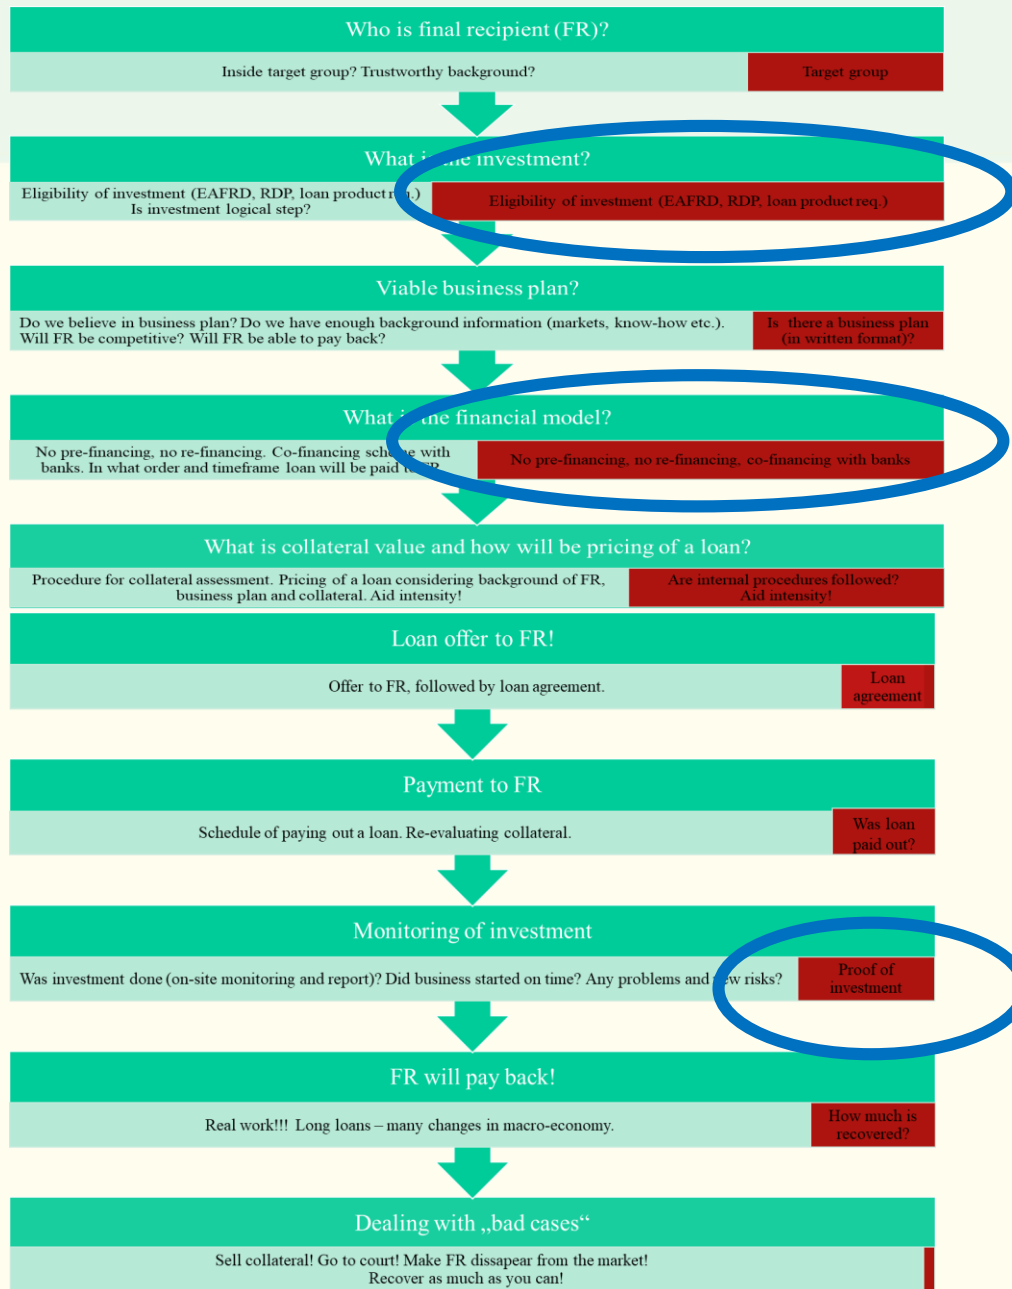 Who is final recipient (FR)?
Inside target group? Trustworthy background?
Target group
What is the investment?
Eligibility of investment (EAFRD, RDP, loan product req.)
Is investment logical step?
Eligibility of investment (EAFRD, RDP, loan product req.)
Viable business plan?
Do we believe in business plan? Do we have enough background information (markets, know-how etc.).
Will FR be competitive? Will FR be able to pay back?
Is there a business plan
(in written format)?
What is the financial model?
No pre-financing, no re-financing. Co-financing scheme with
banks. In what order and timeframe loan will be paid to FR
No pre-financing, no re-financing, co-financing with banks
What is collateral value and how will be pricing of a loan?
Procedure for collateral assessment. Pricing of a loan considering background of FR,
business plan and collateral. Aid intensity!
Are internal procedures followed?
Aid intensity!
Loan offer to FR!
Offer to FR, followed by loan agreement.
Loan
agreement
Payment to FR
Schedule of paying out a loan. Re-evaluating collateral.
Was loan
paid out?
Monitoring of investment
Was investment done (on-site monitoring and report)? Did business started on time? Any problems and new risks?
Proof of
investment
FR will pay back!
Real work!!! Long loans – many changes in macro-economy.
How much is
recovered?
Dealing with „bad cases“
Sell collateral! Go to court! Make FR dissapear from the market!
Recover as much as you can!